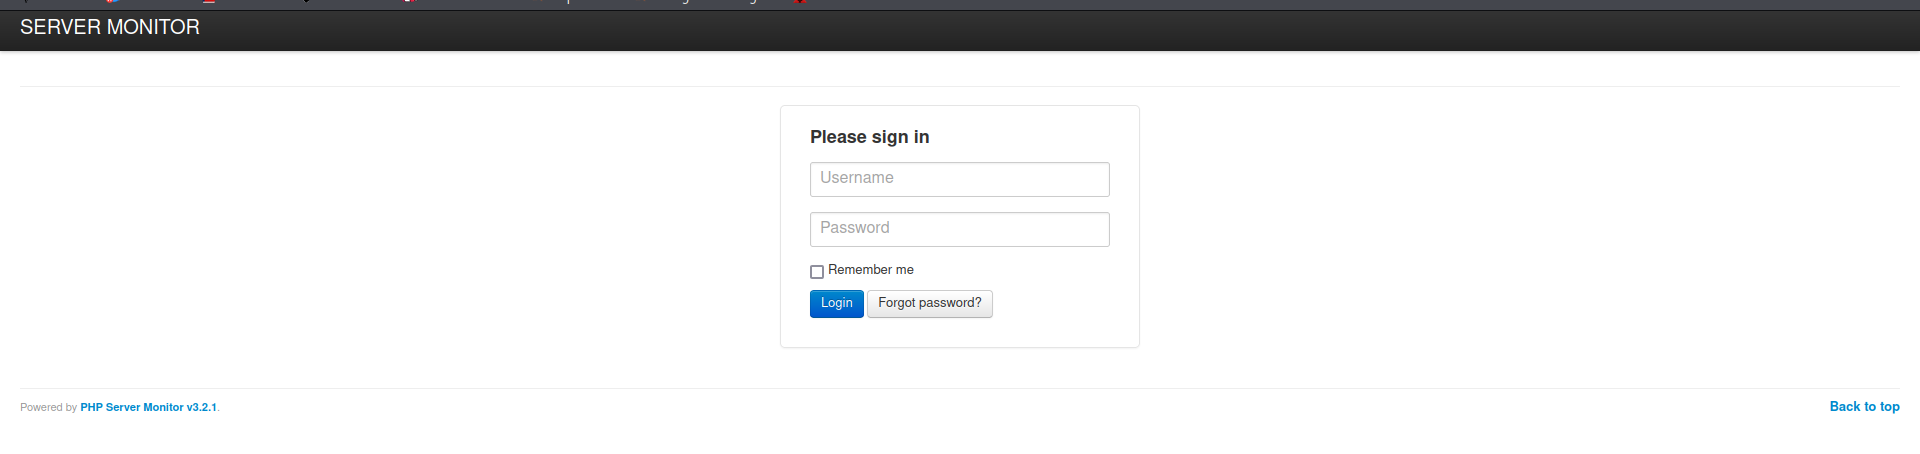 SERVER MONITOR
Please sign in
Username
Password
Remember me
Login Forgot password?
Powered by PHP Server Monitor v3.2.1.
Back to top